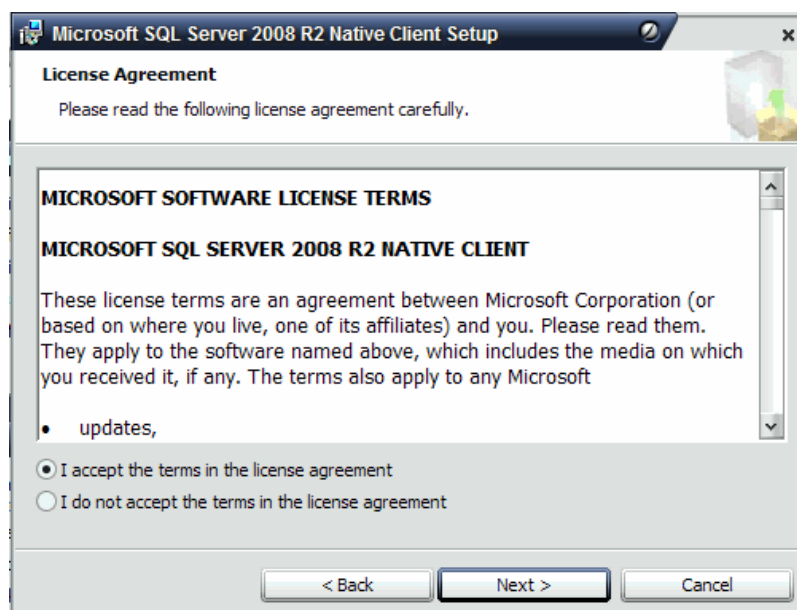 Microsoft SQL Server 2008 R2 Native Client Setup
License Agreement
Please read the following license agreement carefully.
MICROSOFT SOFTWARE LICENSE TERMS
MICROSOFT SQL SERVER 2008 R2 NATIVE CLIENT
These license terms are an agreement between Microsoft Corporation (or
based on where you live, one of its affiliates) and you. Please read them.
They apply to the software named above, which includes the media on which
you received it, if any. The terms also apply to any Microsoft
• updates,
I accept the terms in the license agreement
I do not accept the terms in the license agreement
< Back Next > Cancel